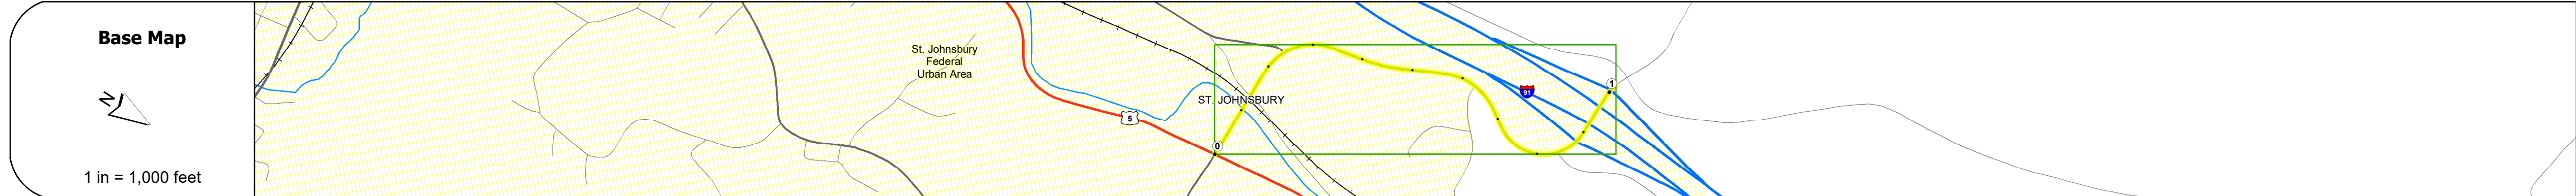 Base Map
N
1 in = 1,000 feet
St. Johnsbury
Federal
Urban Area
5
ST. JOHNSBURY
0
91
1